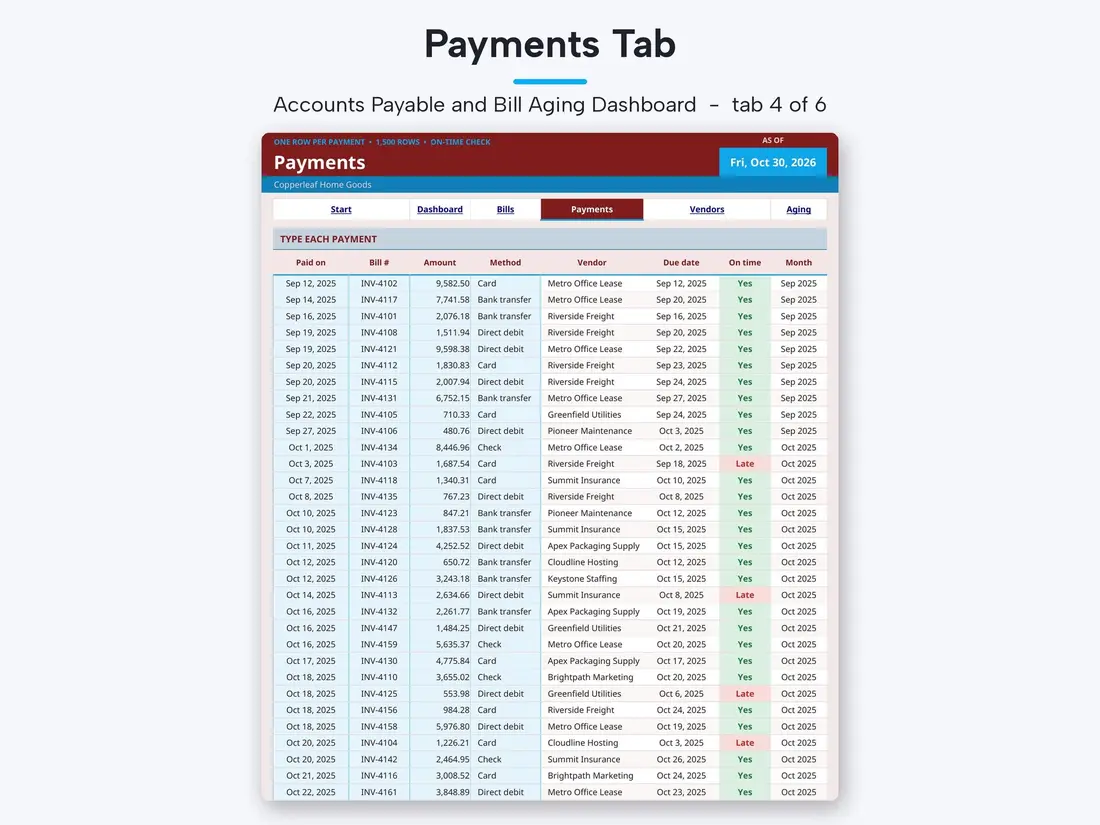 Payments Tab
Accounts Payable and Bill Aging Dashboard - tab 4 of 6
ONE ROW PER PAYMENT • 1,500 ROWS • ON-TIME CHECK
AS OF
Payments
Fri, Oct 30, 2026
Copperleaf Home Goods
Start Dashboard Bills Payments Vendors Aging
TYPE EACH PAYMENT
Paid on Bill # Amount Method Vendor Due date On time Month
Sep 12, 2025 INV-4102 9,582.50 Card Metro Office Lease Sep 12, 2025 Yes Sep 2025
Sep 14, 2025 INV-4117 7,741.58 Bank transfer Metro Office Lease Sep 20, 2025 Yes Sep 2025
Sep 16, 2025 INV-4101 2,076.18 Bank transfer Riverside Freight Sep 16, 2025 Yes Sep 2025
Sep 19, 2025 INV-4108 1,511.94 Direct debit Riverside Freight Sep 20, 2025 Yes Sep 2025
Sep 19, 2025 INV-4121 9,598.38 Direct debit Metro Office Lease Sep 22, 2025 Yes Sep 2025
Sep 20, 2025 INV-4112 1,830.83 Card Riverside Freight Sep 23, 2025 Yes Sep 2025
Sep 20, 2025 INV-4115 2,007.94 Direct debit Riverside Freight Sep 24, 2025 Yes Sep 2025
Sep 21, 2025 INV-4131 6,752.15 Bank transfer Metro Office Lease Sep 27, 2025 Yes Sep 2025
Sep 22, 2025 INV-4105 710.33 Card Greenfield Utilities Sep 24, 2025 Yes Sep 2025
Sep 27, 2025 INV-4106 480.76 Direct debit Pioneer Maintenance Oct 3, 2025 Yes Sep 2025
Oct 1, 2025 INV-4134 8,446.96 Check Metro Office Lease Oct 2, 2025 Yes Oct 2025
Oct 3, 2025 INV-4103 1,687.54 Card Riverside Freight Sep 18, 2025 Late Oct 2025
Oct 7, 2025 INV-4118 1,340.31 Card Summit Insurance Oct 10, 2025 Yes Oct 2025
Oct 8, 2025 INV-4135 767.23 Direct debit Riverside Freight Oct 8, 2025 Yes Oct 2025
Oct 10, 2025 INV-4123 847.21 Bank transfer Pioneer Maintenance Oct 12, 2025 Yes Oct 2025
Oct 10, 2025 INV-4128 1,837.53 Bank transfer Summit Insurance Oct 15, 2025 Yes Oct 2025
Oct 11, 2025 INV-4124 4,252.52 Direct debit Apex Packaging Supply Oct 15, 2025 Yes Oct 2025
Oct 12, 2025 INV-4120 650.72 Bank transfer Cloudline Hosting Oct 12, 2025 Yes Oct 2025
Oct 12, 2025 INV-4126 3,243.18 Bank transfer Keystone Staffing Oct 15, 2025 Yes Oct 2025
Oct 14, 2025 INV-4113 2,634.66 Direct debit Summit Insurance Oct 8, 2025 Late Oct 2025
Oct 16, 2025 INV-4132 2,261.77 Bank transfer Apex Packaging Supply Oct 19, 2025 Yes Oct 2025
Oct 16, 2025 INV-4147 1,484.25 Direct debit Greenfield Utilities Oct 21, 2025 Yes Oct 2025
Oct 16, 2025 INV-4159 5,635.37 Check Metro Office Lease Oct 20, 2025 Yes Oct 2025
Oct 17, 2025 INV-4130 4,775.84 Card Apex Packaging Supply Oct 17, 2025 Yes Oct 2025
Oct 18, 2025 INV-4110 3,655.02 Check Brightpath Marketing Oct 20, 2025 Yes Oct 2025
Oct 18, 2025 INV-4125 553.98 Direct debit Greenfield Utilities Oct 6, 2025 Late Oct 2025
Oct 18, 2025 INV-4156 984.28 Card Riverside Freight Oct 24, 2025 Yes Oct 2025
Oct 18, 2025 INV-4158 5,976.80 Direct debit Metro Office Lease Oct 19, 2025 Yes Oct 2025
Oct 20, 2025 INV-4104 1,226.21 Card Cloudline Hosting Oct 3, 2025 Late Oct 2025
Oct 20, 2025 INV-4142 2,464.95 Check Summit Insurance Oct 26, 2025 Yes Oct 2025
Oct 21, 2025 INV-4116 3,008.52 Card Brightpath Marketing Oct 24, 2025 Yes Oct 2025
Oct 22, 2025 INV-4161 3,848.89 Direct debit Metro Office Lease Oct 23, 2025 Yes Oct 2025